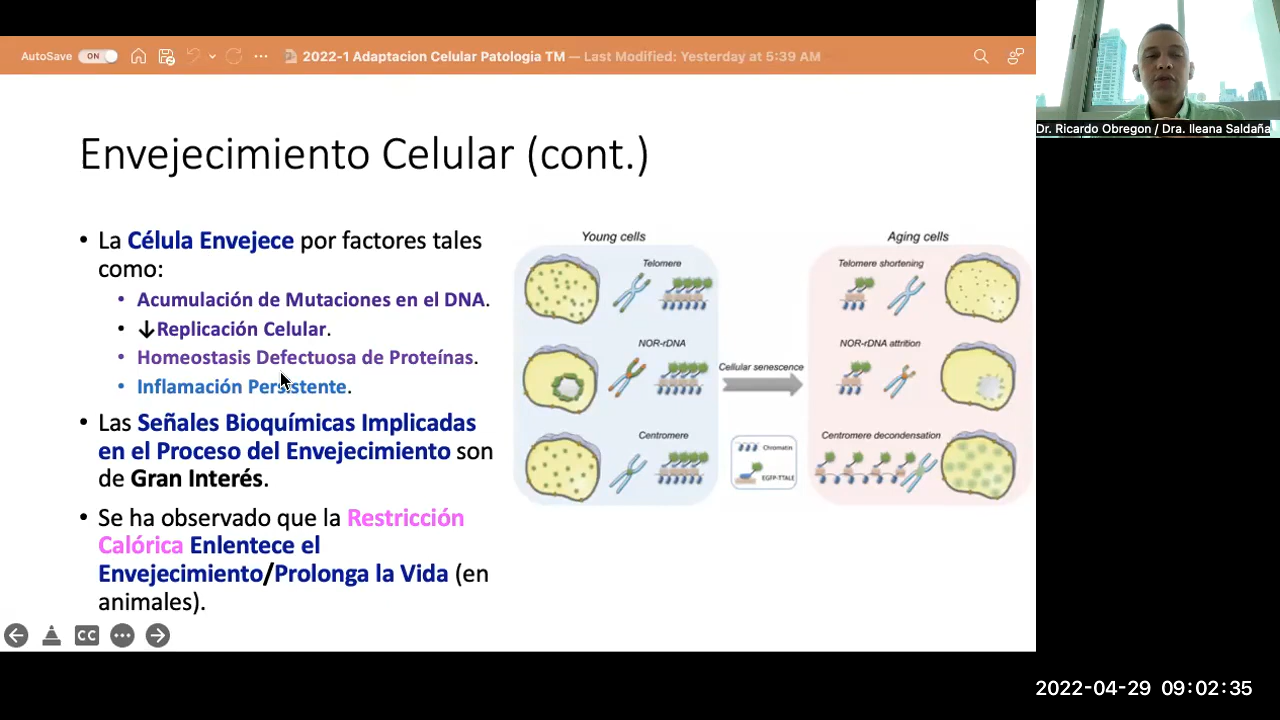 AutoSave ON 2022-1 Adaptacion Celular Patologia TM — Last Modified: Yesterday at 5:39 AM
Dr. Ricardo Obregon / Dra. Ileana Saldaña
Envejecimiento Celular (cont.)
• La Célula Envejece por factores tales
como:
• Acumulación de Mutaciones en el DNA.
• ↓Replicación Celular.
• Homeostasis Defectuosa de Proteínas.
• Inflamación Persistente.
• Las Señales Bioquímicas Implicadas
en el Proceso del Envejecimiento son
de Gran Interés.
• Se ha observado que la Restricción
Calórica Enlentece el
Envejecimiento/Prolonga la Vida (en
animales).
Young cells
Telomere
NOR-rDNA
Centromere
Cellular senescence
Chromatin
EGFP-TTALE
Aging cells
Telomere shortening
NOR-rDNA attrition
Centromere decondensation
CC
2022-04-29 09:02:35